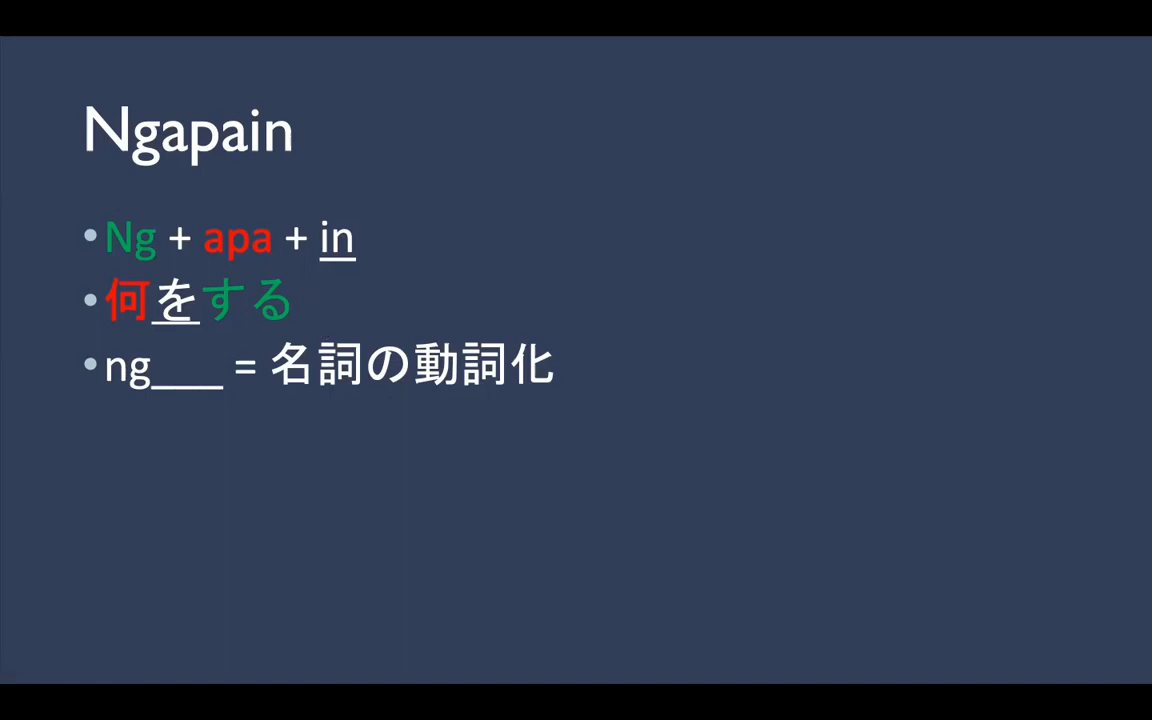 Ngapain
•Ng + apa + in
•何をする
•ng___ = 名詞の動詞化